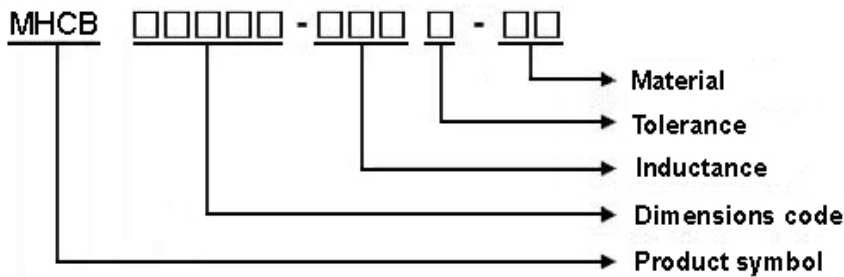 MHCB □□□□□ - □□□ □ - □□
Material
Tolerance
Inductance
Dimensions code
Product symbol